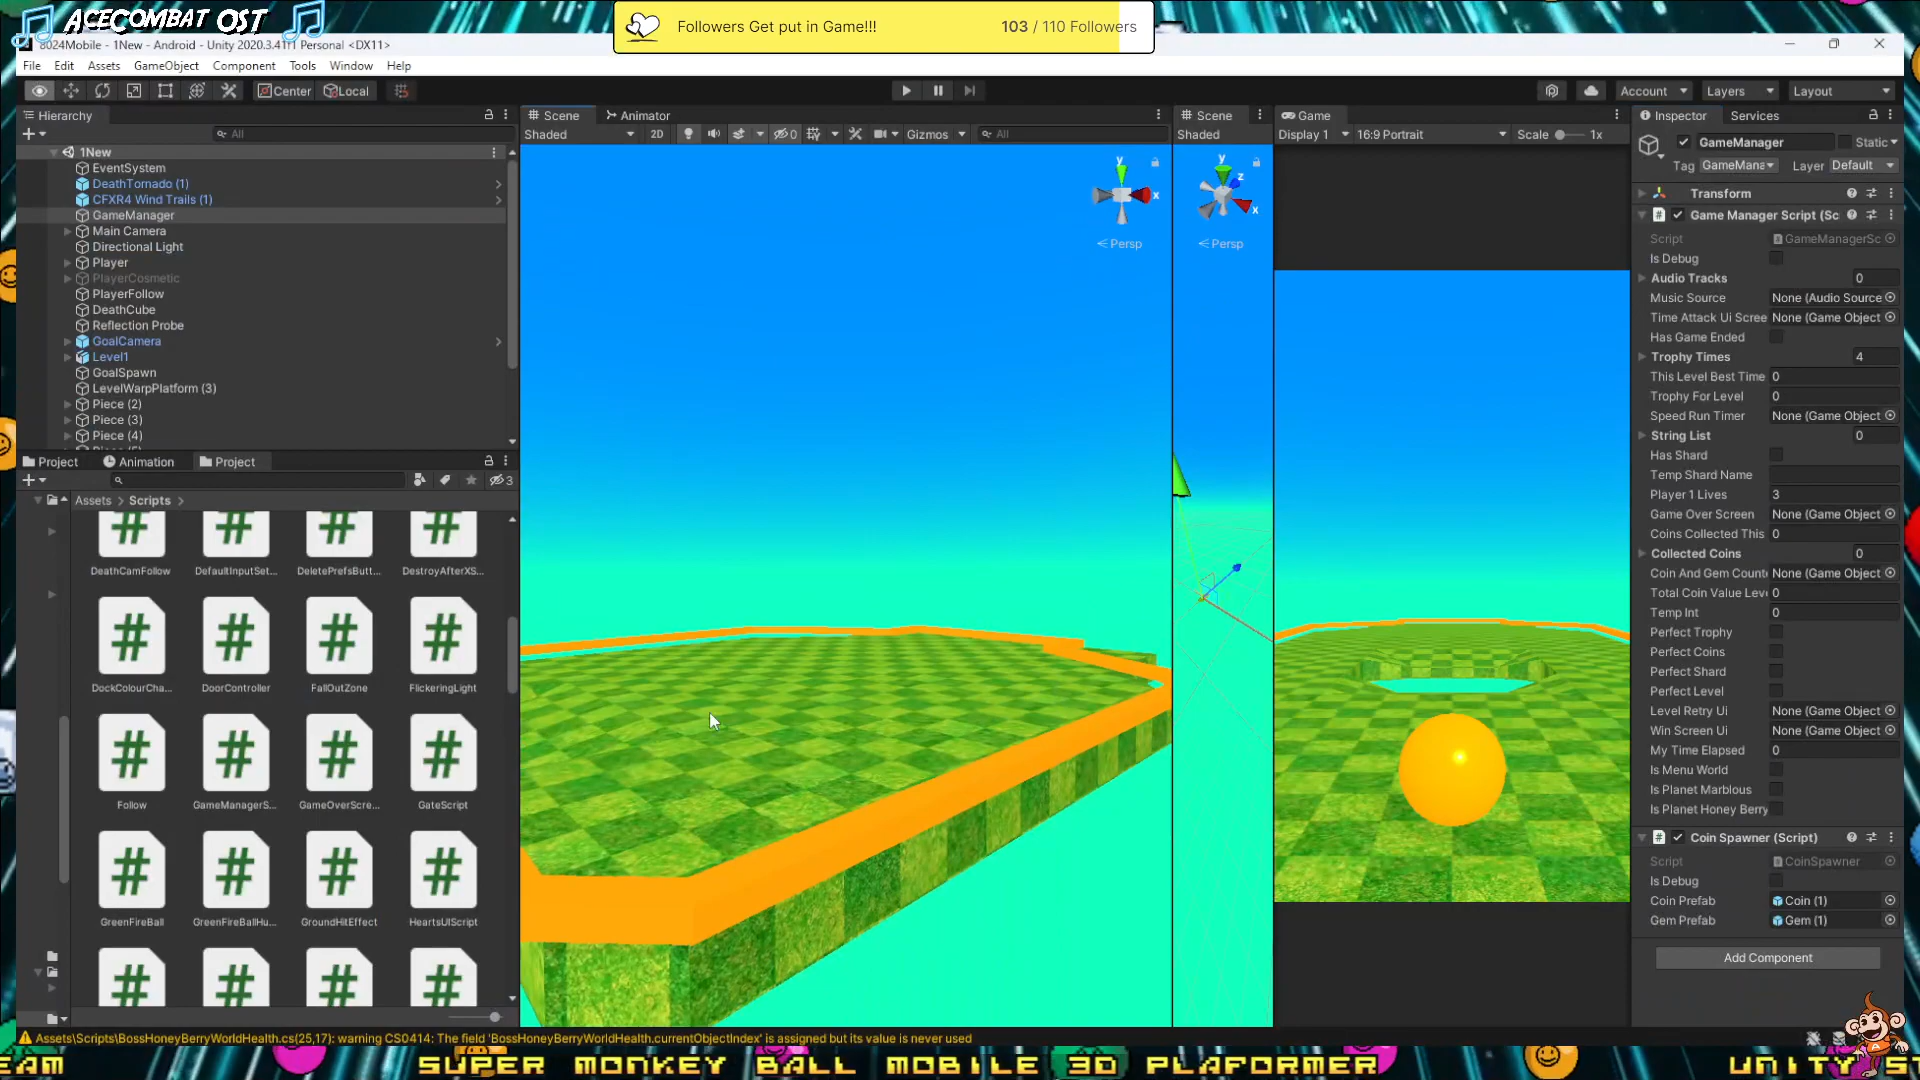 ACECOMBAT OST
Followers Get put in Game!!!
103 / 110 Followers
8024Mobile - 1New - Android - Unity 2020.3.41f1 Personal <DX11>
File Edit Assets GameObject Component Tools Window Help
Center Local
Account Layers Layout
Hierarchy
All
1New
EventSystem
DeathTornado (1)
CFXR4 Wind Trails (1)
GameManager
Main Camera
Directional Light
Player
PlayerCosmetic
PlayerFollow
DeathCube
Reflection Probe
GoalCamera
Level1
GoalSpawn
LevelWarpPlatform (3)
Piece (2)
Piece (3)
Piece (4)
Project Animation Project
3
Assets > Scripts >
DeathCamFollow DefaultInputSet... DeletePrefsButt... DestroyAfterXS...
DockColourCha... DoorController FallOutZone FlickeringLight
Follow GameManagerS... GameOverScre... GateScript
GreenFireBall GreenFireBallHu... GroundHitEffect HeartsUIScript
Scene Animator
Shaded 2D 0 Gizmos All
y
x
Persp
Scene
Shaded
y
z
x
Persp
Game
Display 1 16:9 Portrait Scale 1x
Inspector Services
GameManager Static
Tag GameMana Layer Default
Transform
Game Manager Script (Sc
Script GameManagerSc
Is Debug
Audio Tracks 0
Music Source None (Audio Source
Time Attack Ui Scree None (Game Object
Has Game Ended
Trophy Times 4
This Level Best Time 0
Trophy For Level 0
Speed Run Timer None (Game Object
String List 0
Has Shard
Temp Shard Name
Player 1 Lives 3
Game Over Screen None (Game Object
Coins Collected This 0
Collected Coins 0
Coin And Gem Count None (Game Object
Total Coin Value Leve 0
Temp Int 0
Perfect Trophy
Perfect Coins
Perfect Shard
Perfect Level
Level Retry Ui None (Game Object
Win Screen Ui None (Game Object
My Time Elapsed 0
Is Menu World
Is Planet Marblous
Is Planet Honey Berry
Coin Spawner (Script)
Script CoinSpawner
Is Debug
Coin Prefab Coin (1)
Gem Prefab Gem (1)
Add Component
Assets\Scripts\BossHoneyBerryWorldHealth.cs(25,17): warning CS0414: The field 'BossHoneyBerryWorldHealth.currentObjectIndex' is assigned but its value is never used
EAM SUPER MONKEY BALL MOBILE 3D PLAFORMER UNITY ST